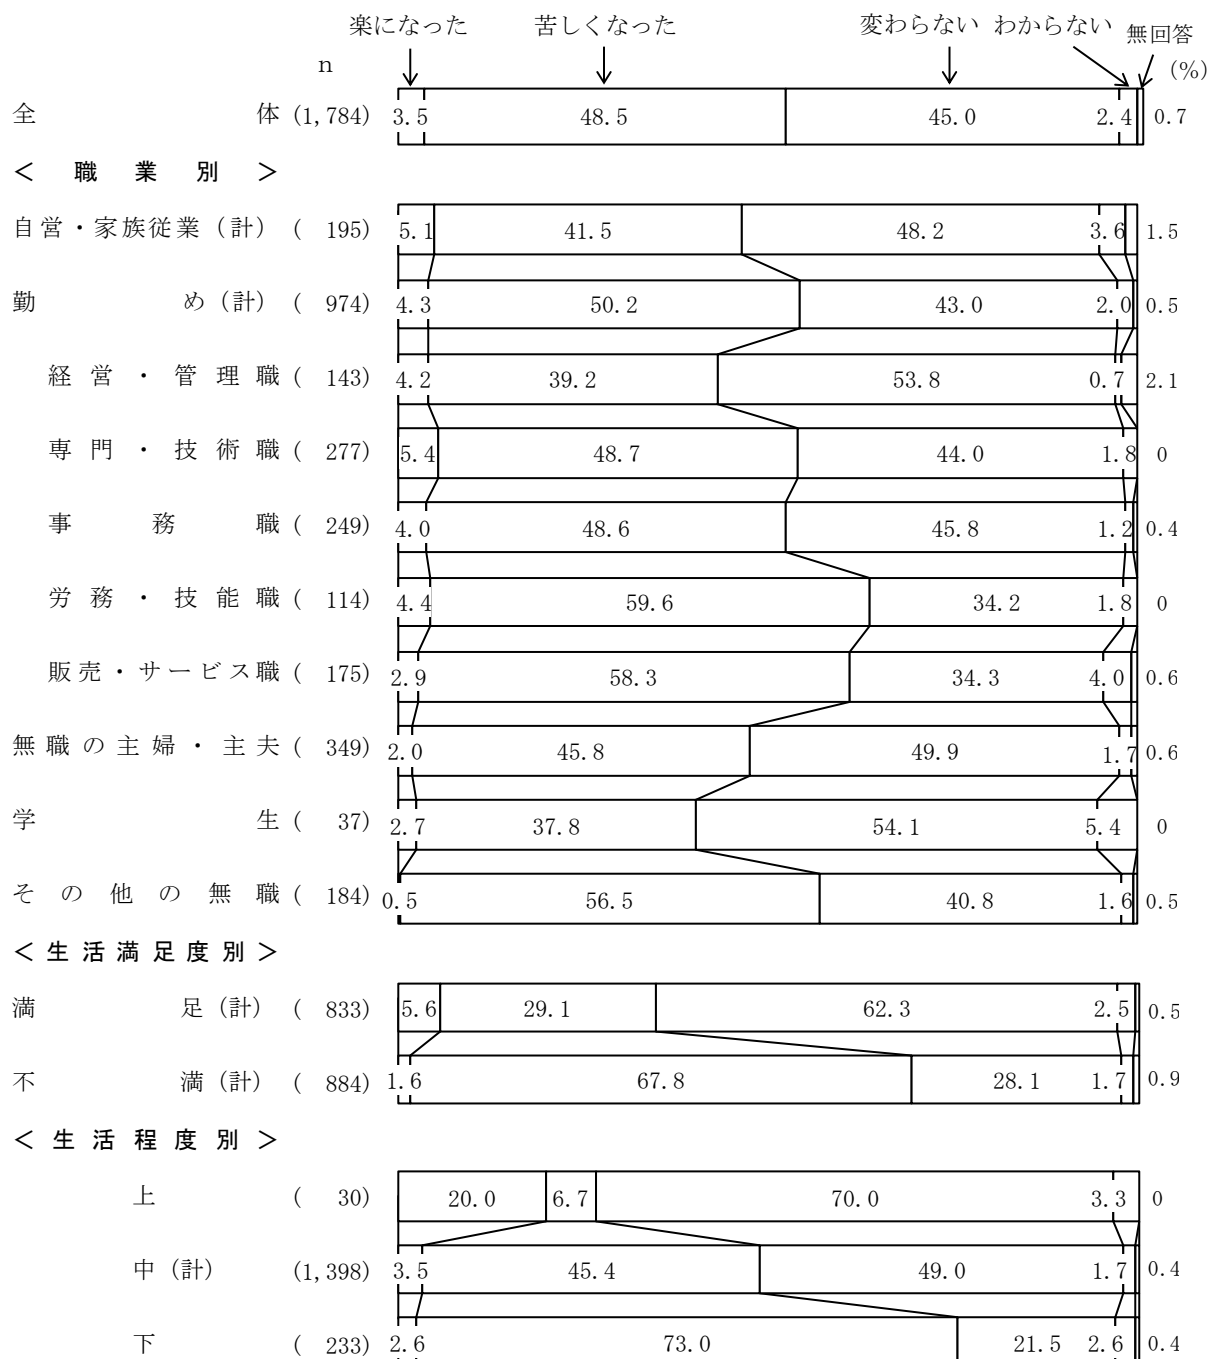 楽になった 苦しくなった 変わらない わからない 無回答
n (%)
全体 (1,784) 3.5 48.5 45.0 2.4 0.7
＜職業別＞
自営・家族従業（計） ( 195) 5.1 41.5 48.2 3.6 1.5
勤め（計） ( 974) 4.3 50.2 43.0 2.0 0.5
経営・管理職 ( 143) 4.2 39.2 53.8 0.7 2.1
専門・技術職 ( 277) 5.4 48.7 44.0 1.8 0
事務職 ( 249) 4.0 48.6 45.8 1.2 0.4
労務・技能職 ( 114) 4.4 59.6 34.2 1.8 0
販売・サービス職 ( 175) 2.9 58.3 34.3 4.0 0.6
無職の主婦・主夫 ( 349) 2.0 45.8 49.9 1.7 0.6
学生 ( 37) 2.7 37.8 54.1 5.4 0
その他の無職 ( 184) 0.5 56.5 40.8 1.6 0.5
＜生活満足度別＞
満足（計） ( 833) 5.6 29.1 62.3 2.5 0.5
不満（計） ( 884) 1.6 67.8 28.1 1.7 0.9
＜生活程度別＞
上 ( 30) 20.0 6.7 70.0 3.3 0
中（計） (1,398) 3.5 45.4 49.0 1.7 0.4
下 ( 233) 2.6 73.0 21.5 2.6 0.4